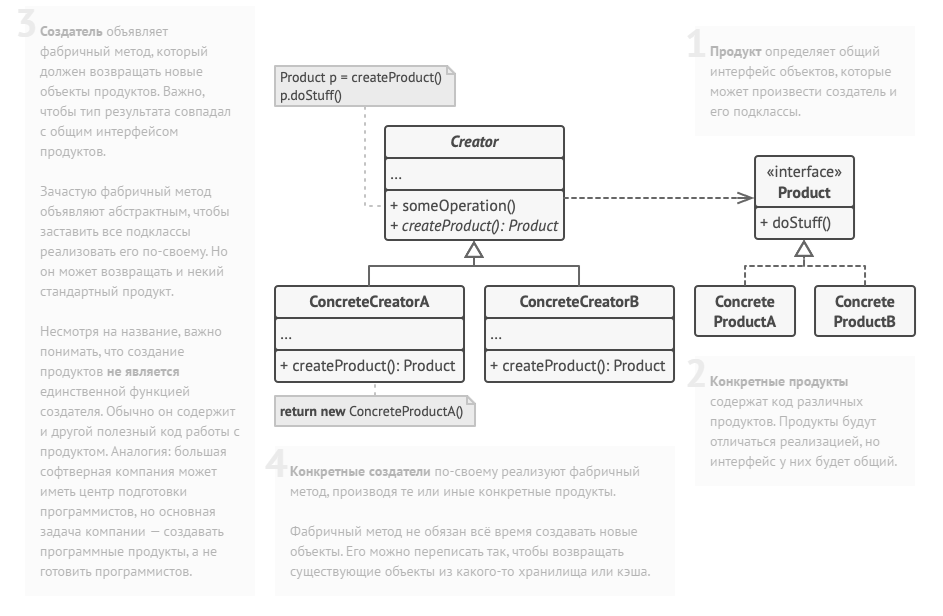 3
Создатель объявляет
фабричный метод, который
должен возвращать новые
объекты продуктов. Важно,
чтобы тип результата совпадал
с общим интерфейсом
продуктов.
Зачастую фабричный метод
объявляют абстрактным, чтобы
заставить все подклассы
реализовать его по-своему. Но
он может возвращать и некий
стандартный продукт.
Несмотря на название, важно
понимать, что создание
продуктов не является
единственной функцией
создателя. Обычно он содержит
и другой полезный код работы с
продуктом. Аналогия: большая
софтверная компания может
иметь центр подготовки
программистов, но основная
задача компании — создавать
программные продукты, а не
готовить программистов.
Product p = createProduct()
p.doStuff()
Creator
...
+ someOperation()
+ createProduct(): Product
ConcreteCreatorA
...
+ createProduct(): Product
ConcreteCreatorB
...
+ createProduct(): Product
return new ConcreteProductA()
4
Конкретные создатели по-своему реализуют фабричный
метод, производя те или иные конкретные продукты.
Фабричный метод не обязан всё время создавать новые
объекты. Его можно переписать так, чтобы возвращать
существующие объекты из какого-то хранилища или кэша.
1
Продукт определяет общий
интерфейс объектов, которые
может произвести создатель и
его подклассы.
«interface»
Product
+ doStuff()
Concrete
ProductA
Concrete
ProductB
2
Конкретные продукты
содержат код различных
продуктов. Продукты будут
отличаться реализацией, но
интерфейс у них будет общий.